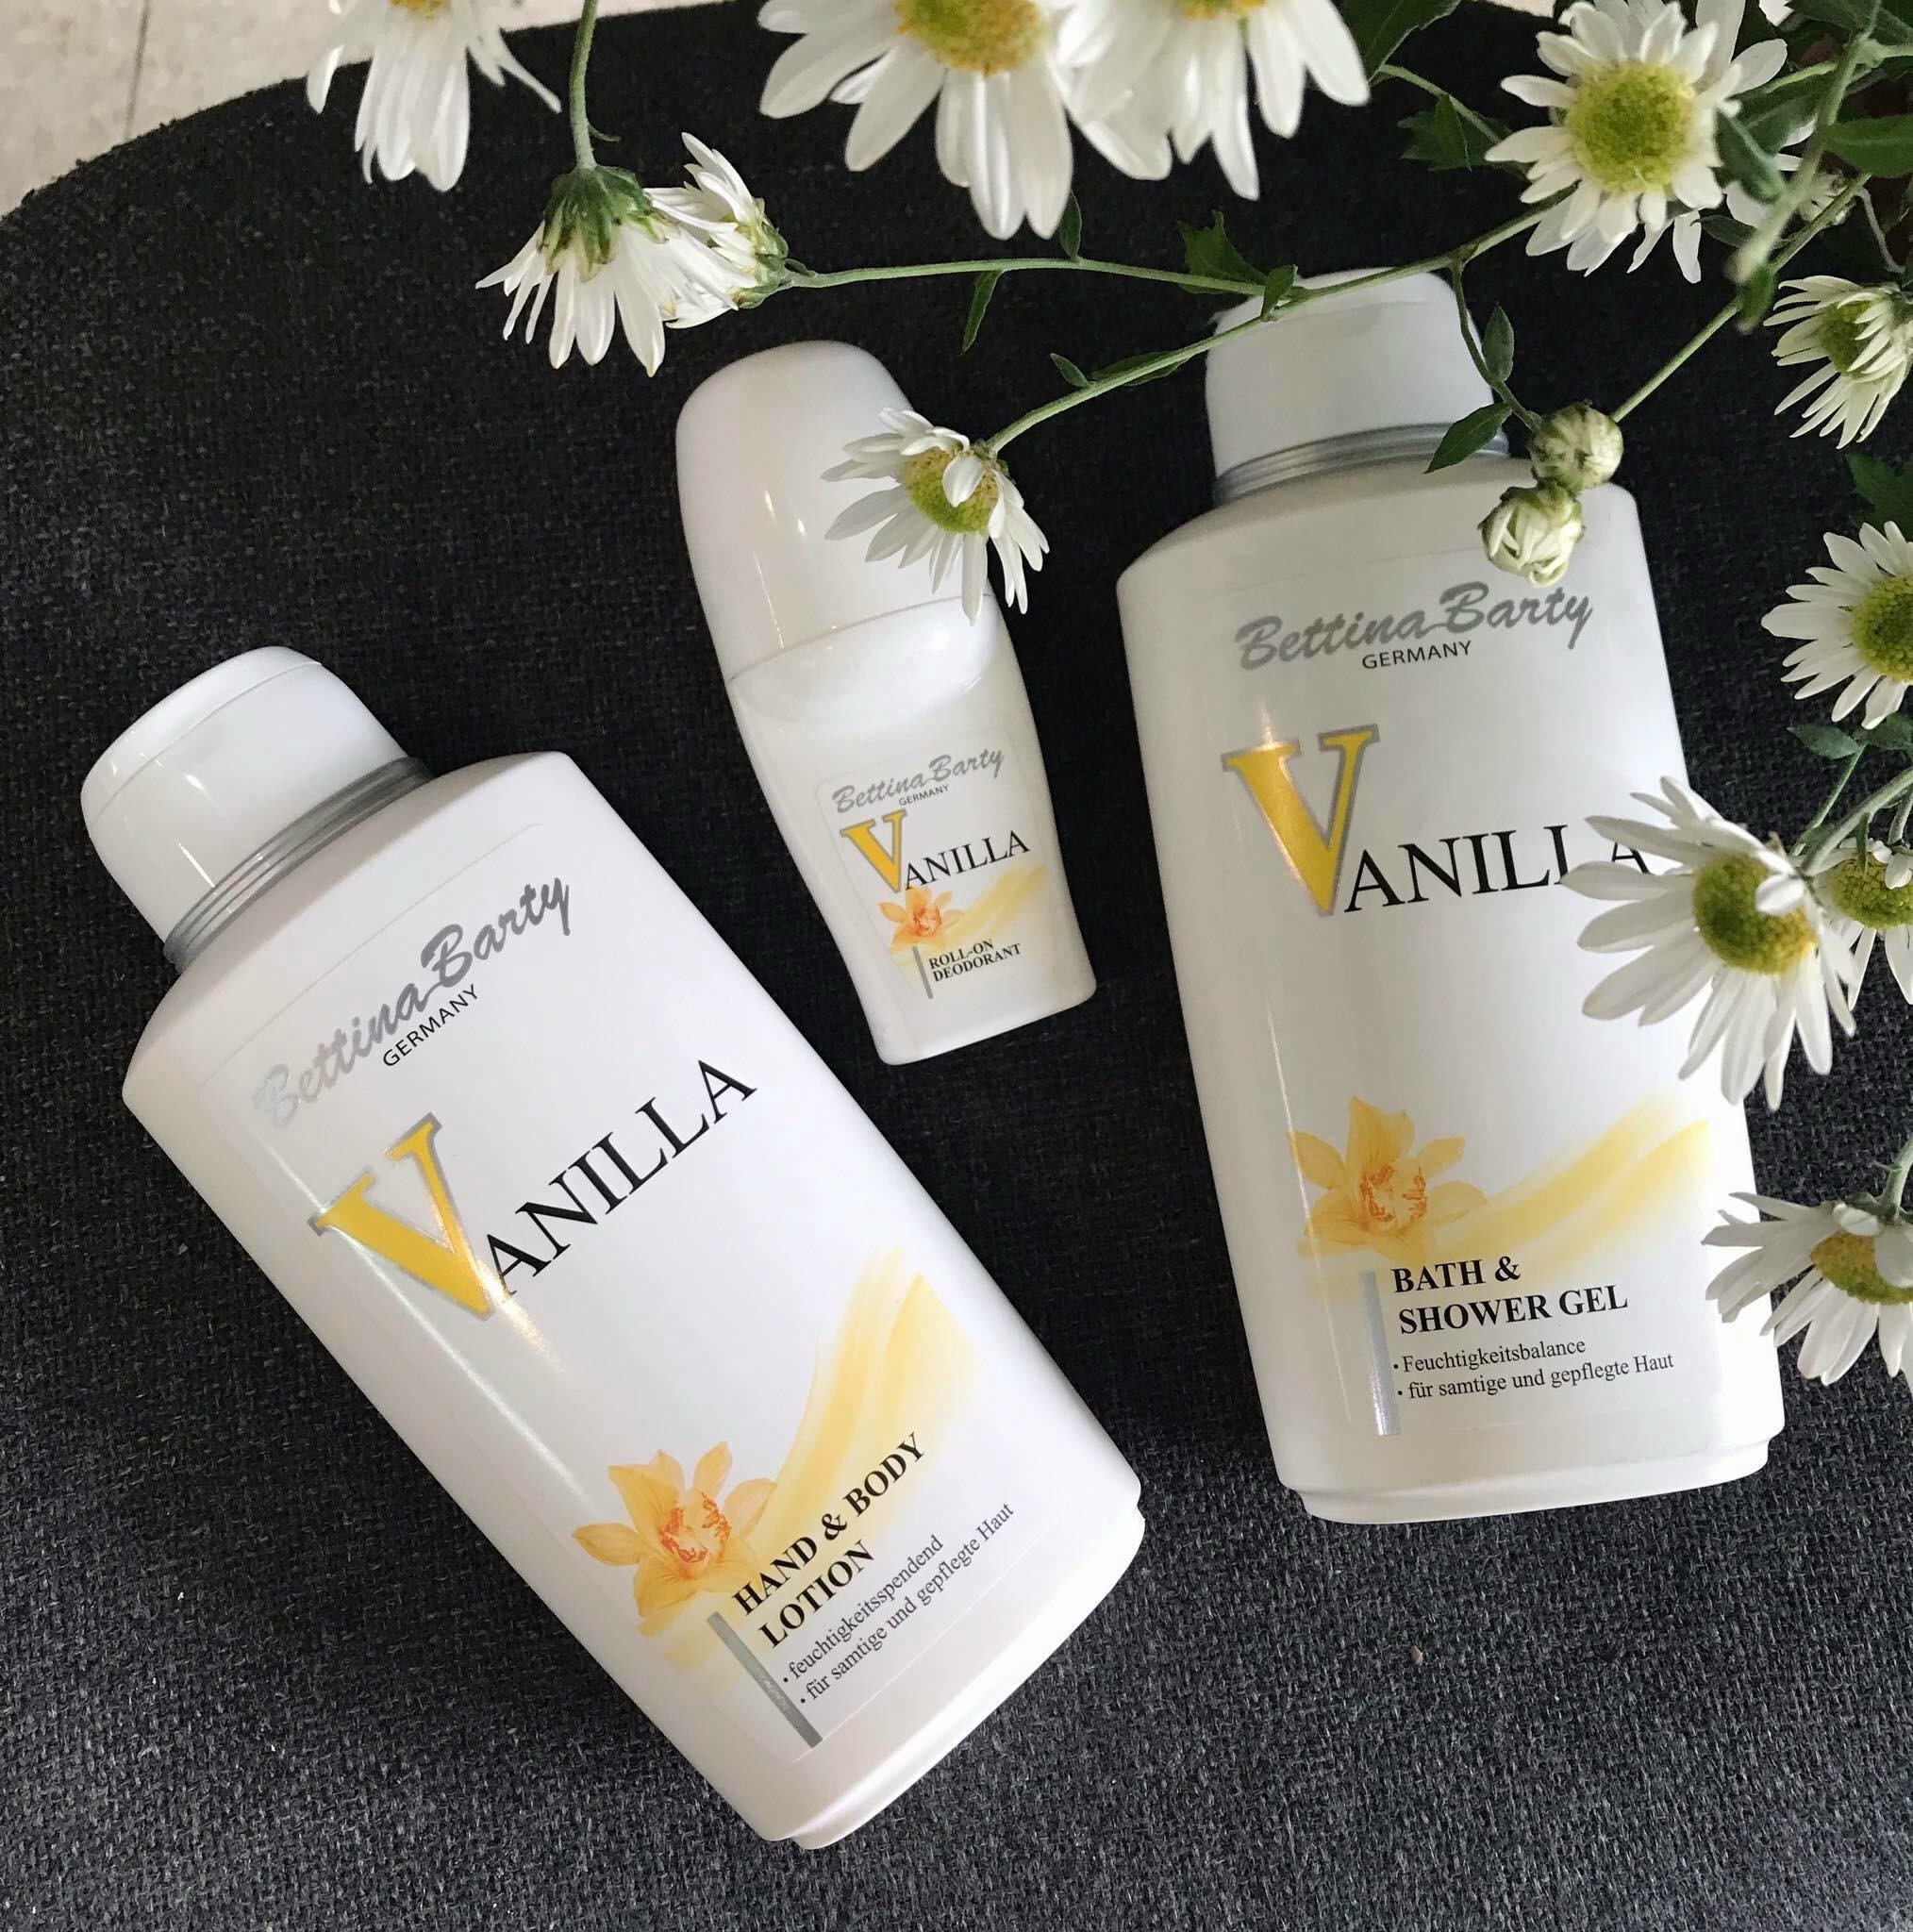 Bettina Barty
GERMANY
VANILLA
HAND & BODY
LOTION
· feuchtigkeitsspendend
· für samtige und gepflegte Haut
Bettina Barty
GERMANY
VANILLA
ROLL-ON
DEODORANT
Bettina Barty
GERMANY
VANILLA
BATH &
SHOWER GEL
· Feuchtigkeitsbalance
· für samtige und gepflegte Haut